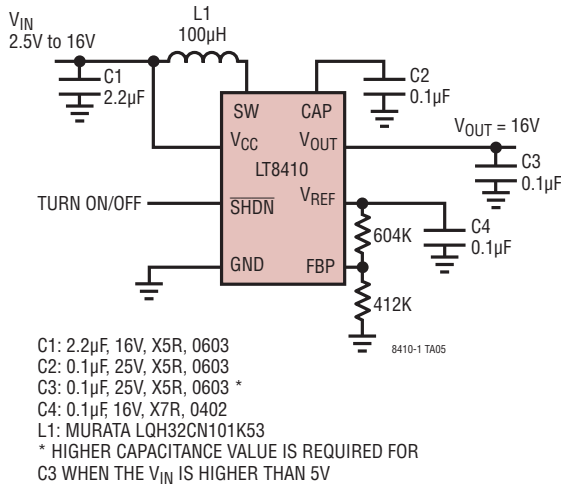 VIN
2.5V to 16V
L1
100µH
C1
2.2µF
C2
0.1µF
SW
CAP
VCC
VOUT
LT8410
VOUT = 16V
C3
0.1µF
TURN ON/OFF
SHDN
VREF
604K
C4
0.1µF
GND
FBP
412K
8410-1 TA05
C1: 2.2µF, 16V, X5R, 0603
C2: 0.1µF, 25V, X5R, 0603
C3: 0.1µF, 25V, X5R, 0603 *
C4: 0.1µF, 16V, X7R, 0402
L1: MURATA LQH32CN101K53
* HIGHER CAPACITANCE VALUE IS REQUIRED FOR
C3 WHEN THE VIN IS HIGHER THAN 5V